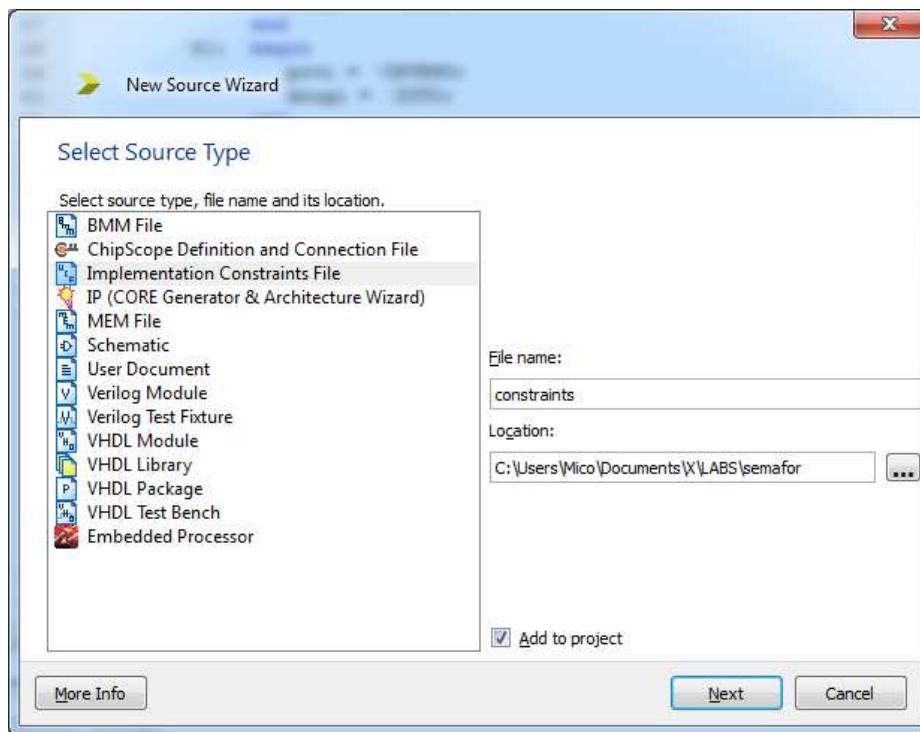 New Source Wizard
Select Source Type
Select source type, file name and its location.
BMM File
ChipScope Definition and Connection File
Implementation Constraints File
IP (CORE Generator & Architecture Wizard)
MEM File
Schematic
User Document
Verilog Module
Verilog Test Fixture
VHDL Module
VHDL Library
VHDL Package
VHDL Test Bench
Embedded Processor
File name:
constraints
Location:
C:\Users\Mico\Documents\X\LABS\semafor
...
Add to project
More Info
Next
Cancel